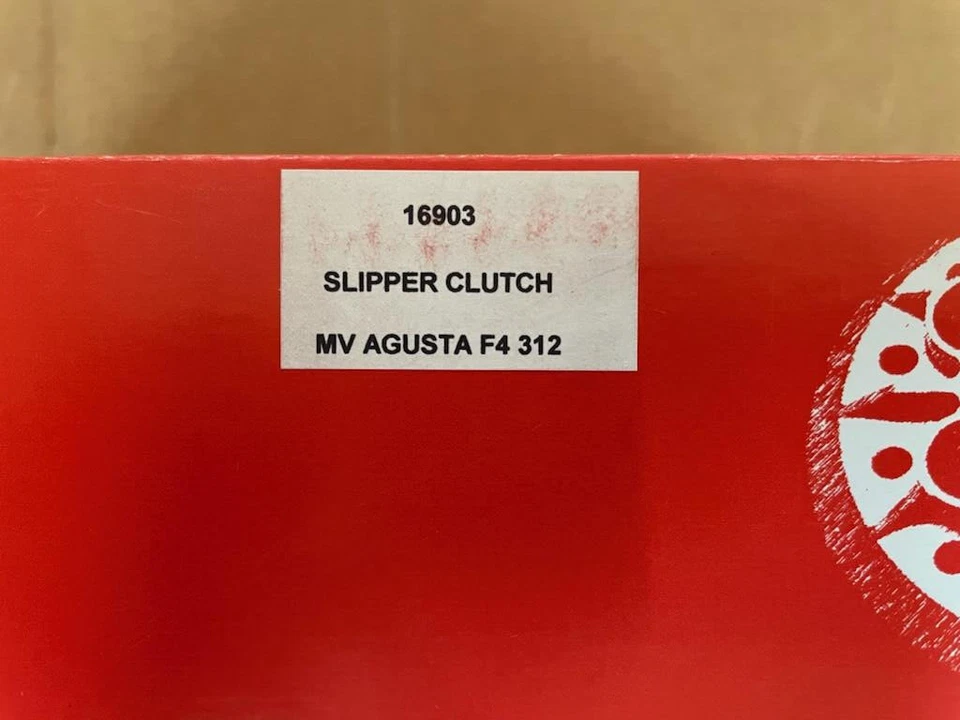 16903
SLIPPER CLUTCH
MV AGUSTA F4 312